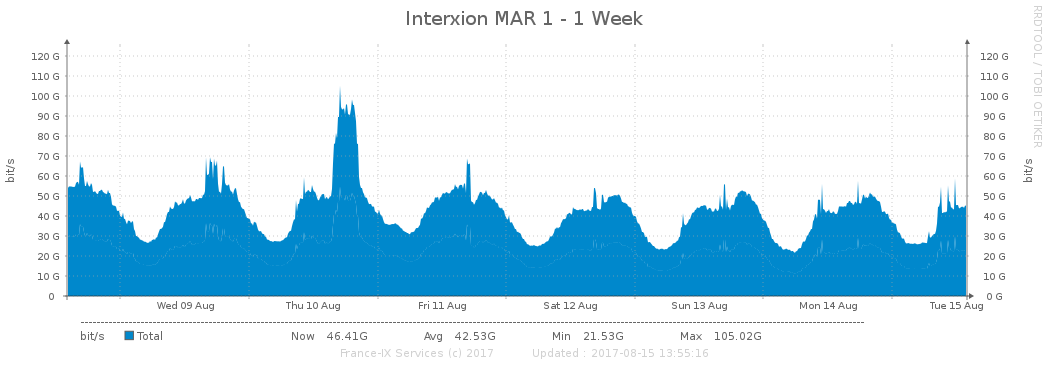 Interxion MAR 1 - 1 Week
RRDTOOL / TOBI OETIKER
bit/s
bit/s
120 G 120 G
110 G 110 G
100 G 100 G
90 G 90 G
80 G 80 G
70 G 70 G
60 G 60 G
50 G 50 G
40 G 40 G
30 G 30 G
20 G 20 G
10 G 10 G
0 0 G
Wed 09 Aug Thu 10 Aug Fri 11 Aug Sat 12 Aug Sun 13 Aug Mon 14 Aug Tue 15 Aug
bit/s Total Now 46.41G Avg 42.53G Min 21.53G Max 105.02G
France-IX Services (c) 2017 Updated : 2017-08-15 13:55:16